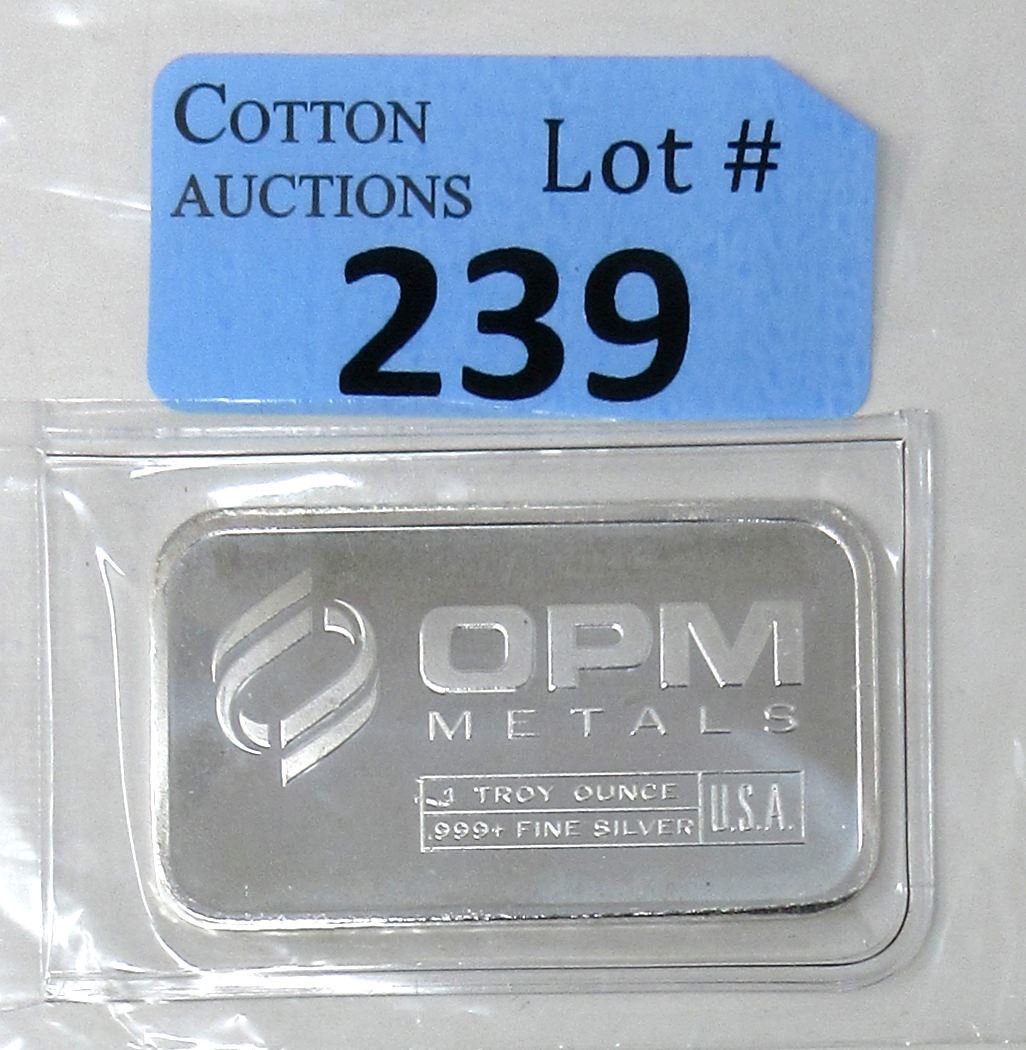 COTTON
AUCTIONS
Lot #
239
OPM
METALS
1 TROY OUNCE
.999+ FINE SILVER
U.S.A.